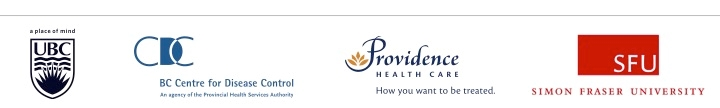 a place of mind
UBC
CDC
BC Centre for Disease Control
An agency of the Provincial Health Services Authority
Providence
HEALTH CARE
How you want to be treated.
SFU
SIMON FRASER UNIVERSITY